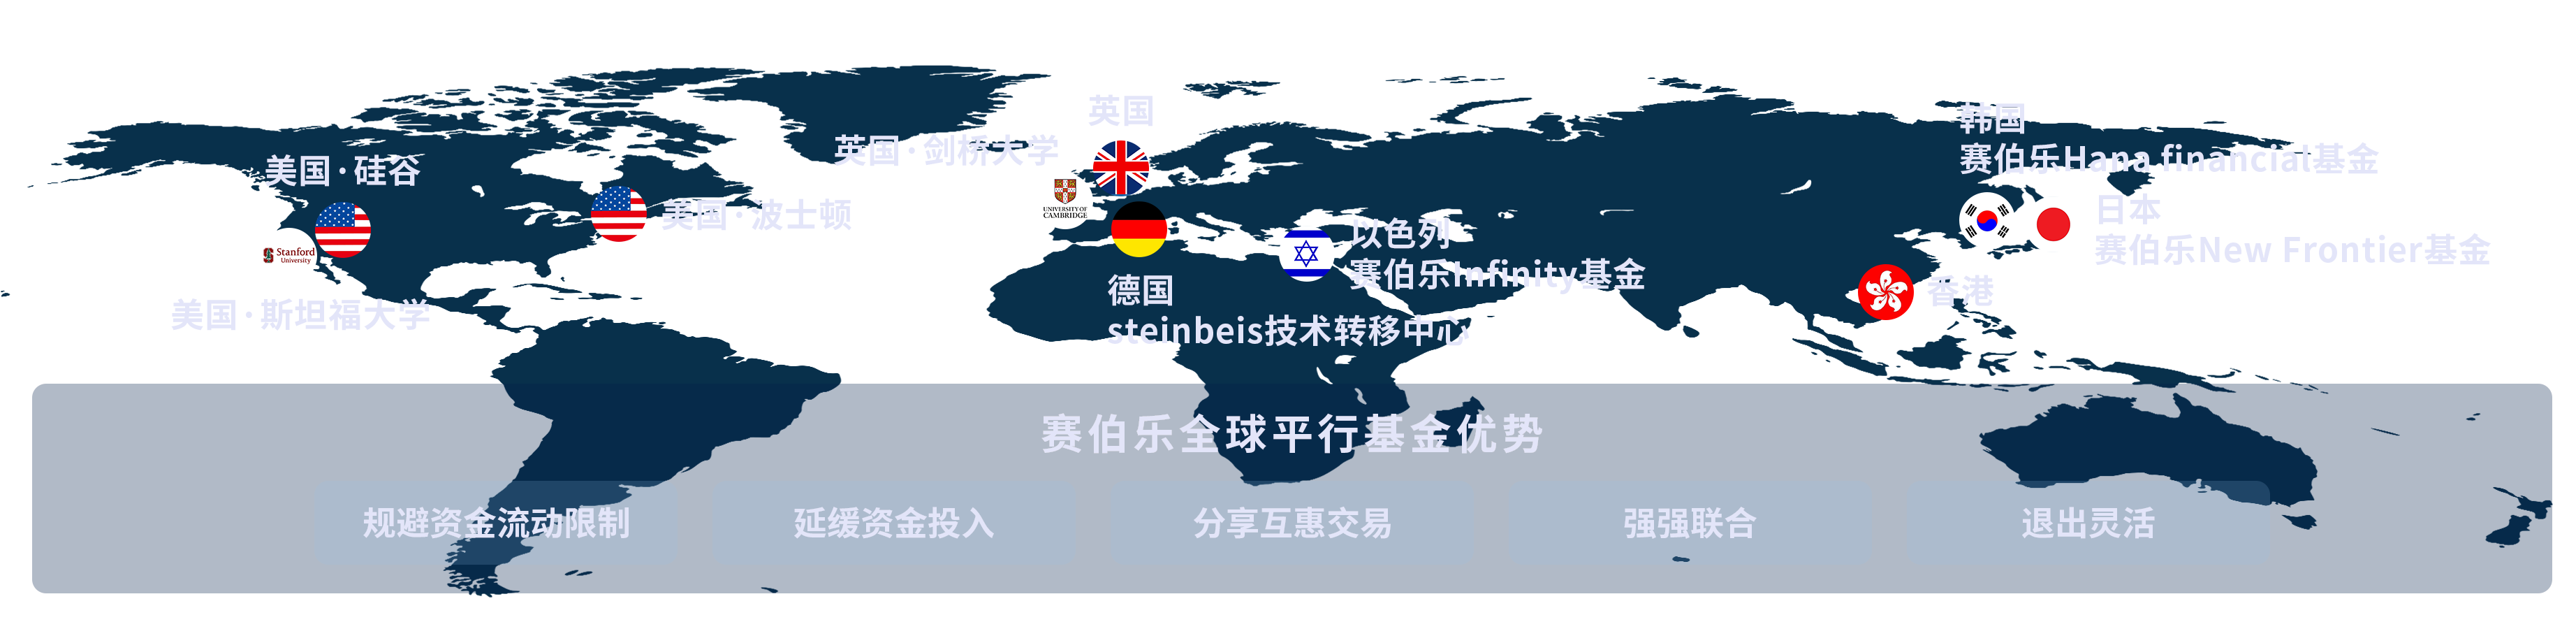 美国·硅谷
Stanford
University
美国·斯坦福大学
美国·波士顿
英国
英国·剑桥大学
UNIVERSITY OF
CAMBRIDGE
德国
steinbeis技术转移中心
以色列
赛伯乐Infinity基金
韩国
赛伯乐Hana financial基金
日本
赛伯乐New Frontier基金
香港
赛伯乐全球平行基金优势
规避资金流动限制
延缓资金投入
分享互惠交易
强强联合
退出灵活